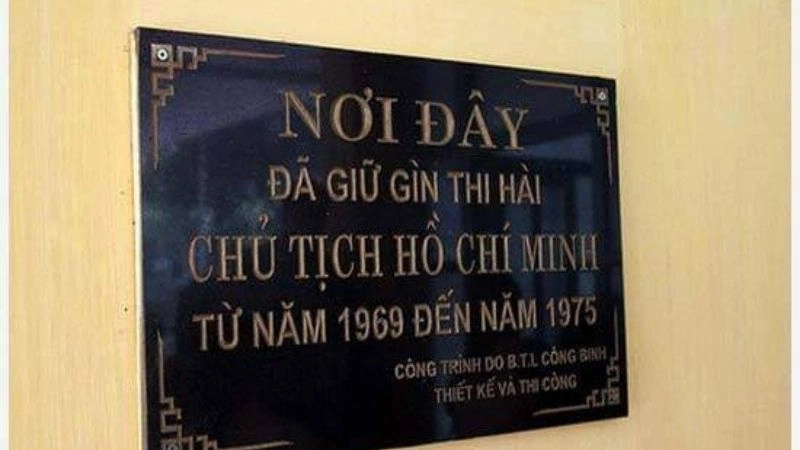 NƠI ĐÂY
ĐÃ GIỮ GÌN THI HÀI
CHỦ TỊCH HỒ CHÍ MINH
TỪ NĂM 1969 ĐẾN NĂM 1975
CÔNG TRÌNH DO B.T.L CÔNG BINH
THIẾT KẾ VÀ THI CÔNG